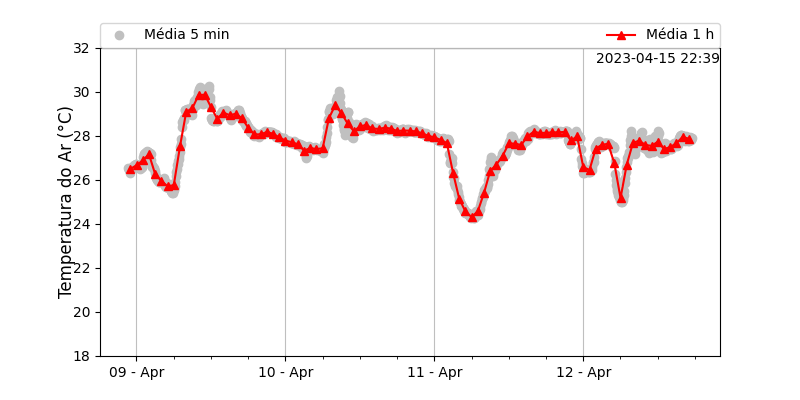 Média 5 min
Média 1 h
2023-04-15 22:39
Temperatura do Ar (°C)
32
30
28
26
24
22
20
18
09 - Apr
10 - Apr
11 - Apr
12 - Apr